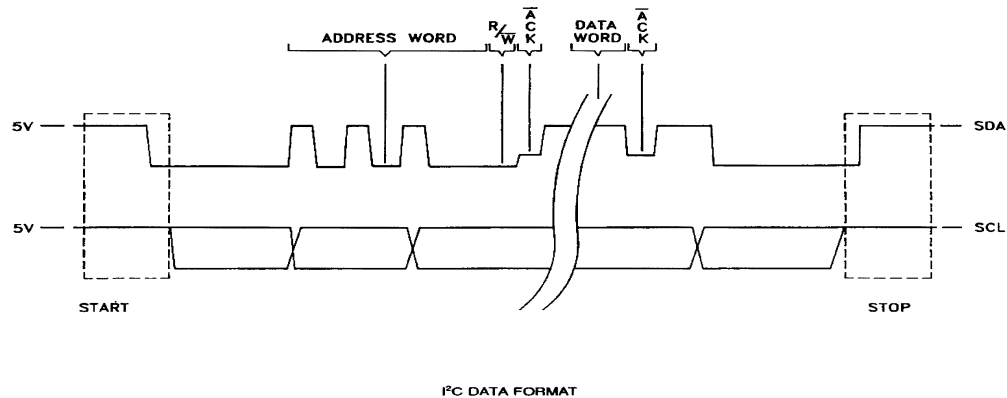 ADDRESS WORD
R/W
ACK
DATA
WORD
ACK
5V
SDA
5V
SCL
START
STOP
I²C DATA FORMAT